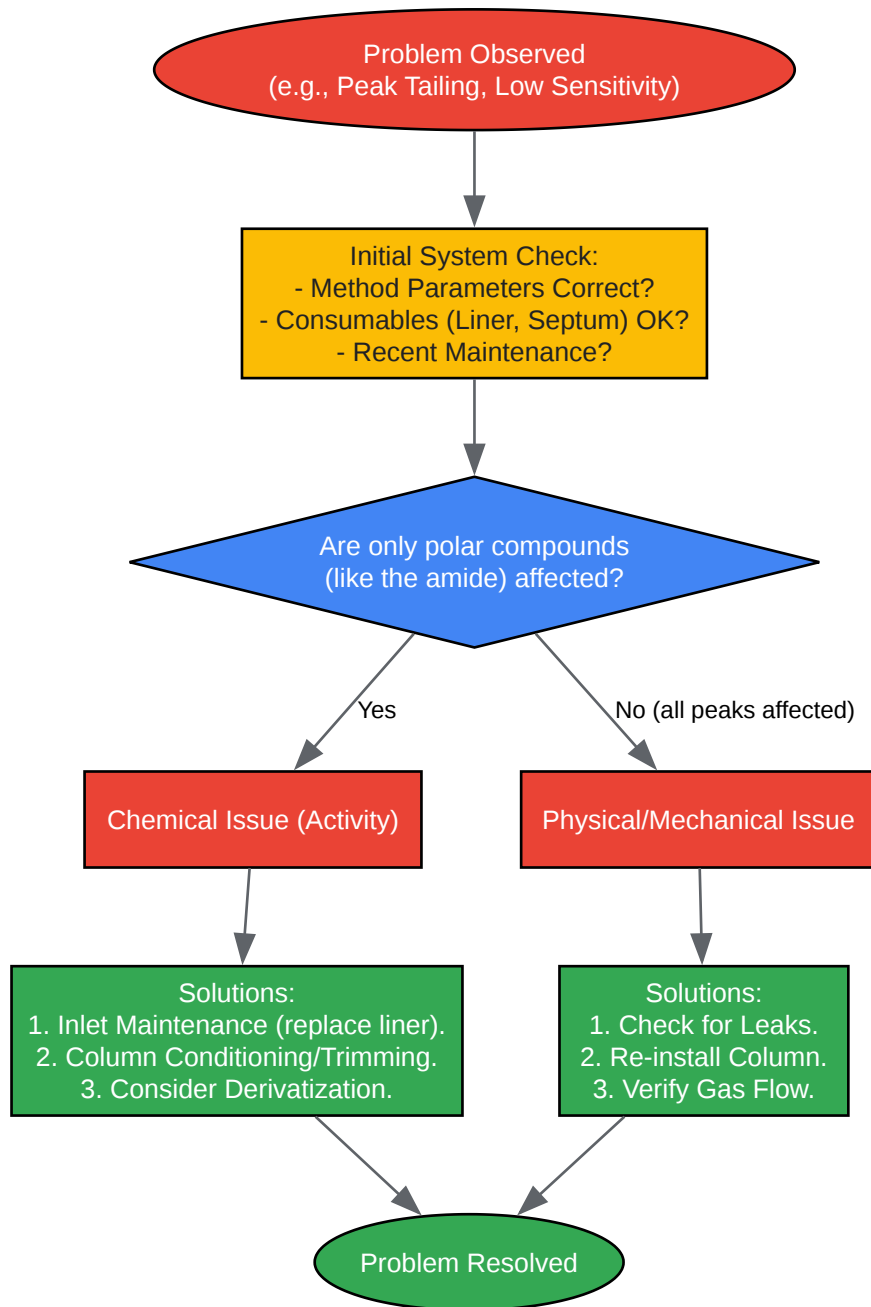 Problem Observed
(e.g., Peak Tailing, Low Sensitivity)
Initial System Check:
- Method Parameters Correct?
- Consumables (Liner, Septum) OK?
- Recent Maintenance?
Are only polar compounds
(like the amide) affected?
Yes
No (all peaks affected)
Chemical Issue (Activity)
Physical/Mechanical Issue
Solutions:
1. Inlet Maintenance (replace liner).
2. Column Conditioning/Trimming.
3. Consider Derivatization.
Solutions:
1. Check for Leaks.
2. Re-install Column.
3. Verify Gas Flow.
Problem Resolved